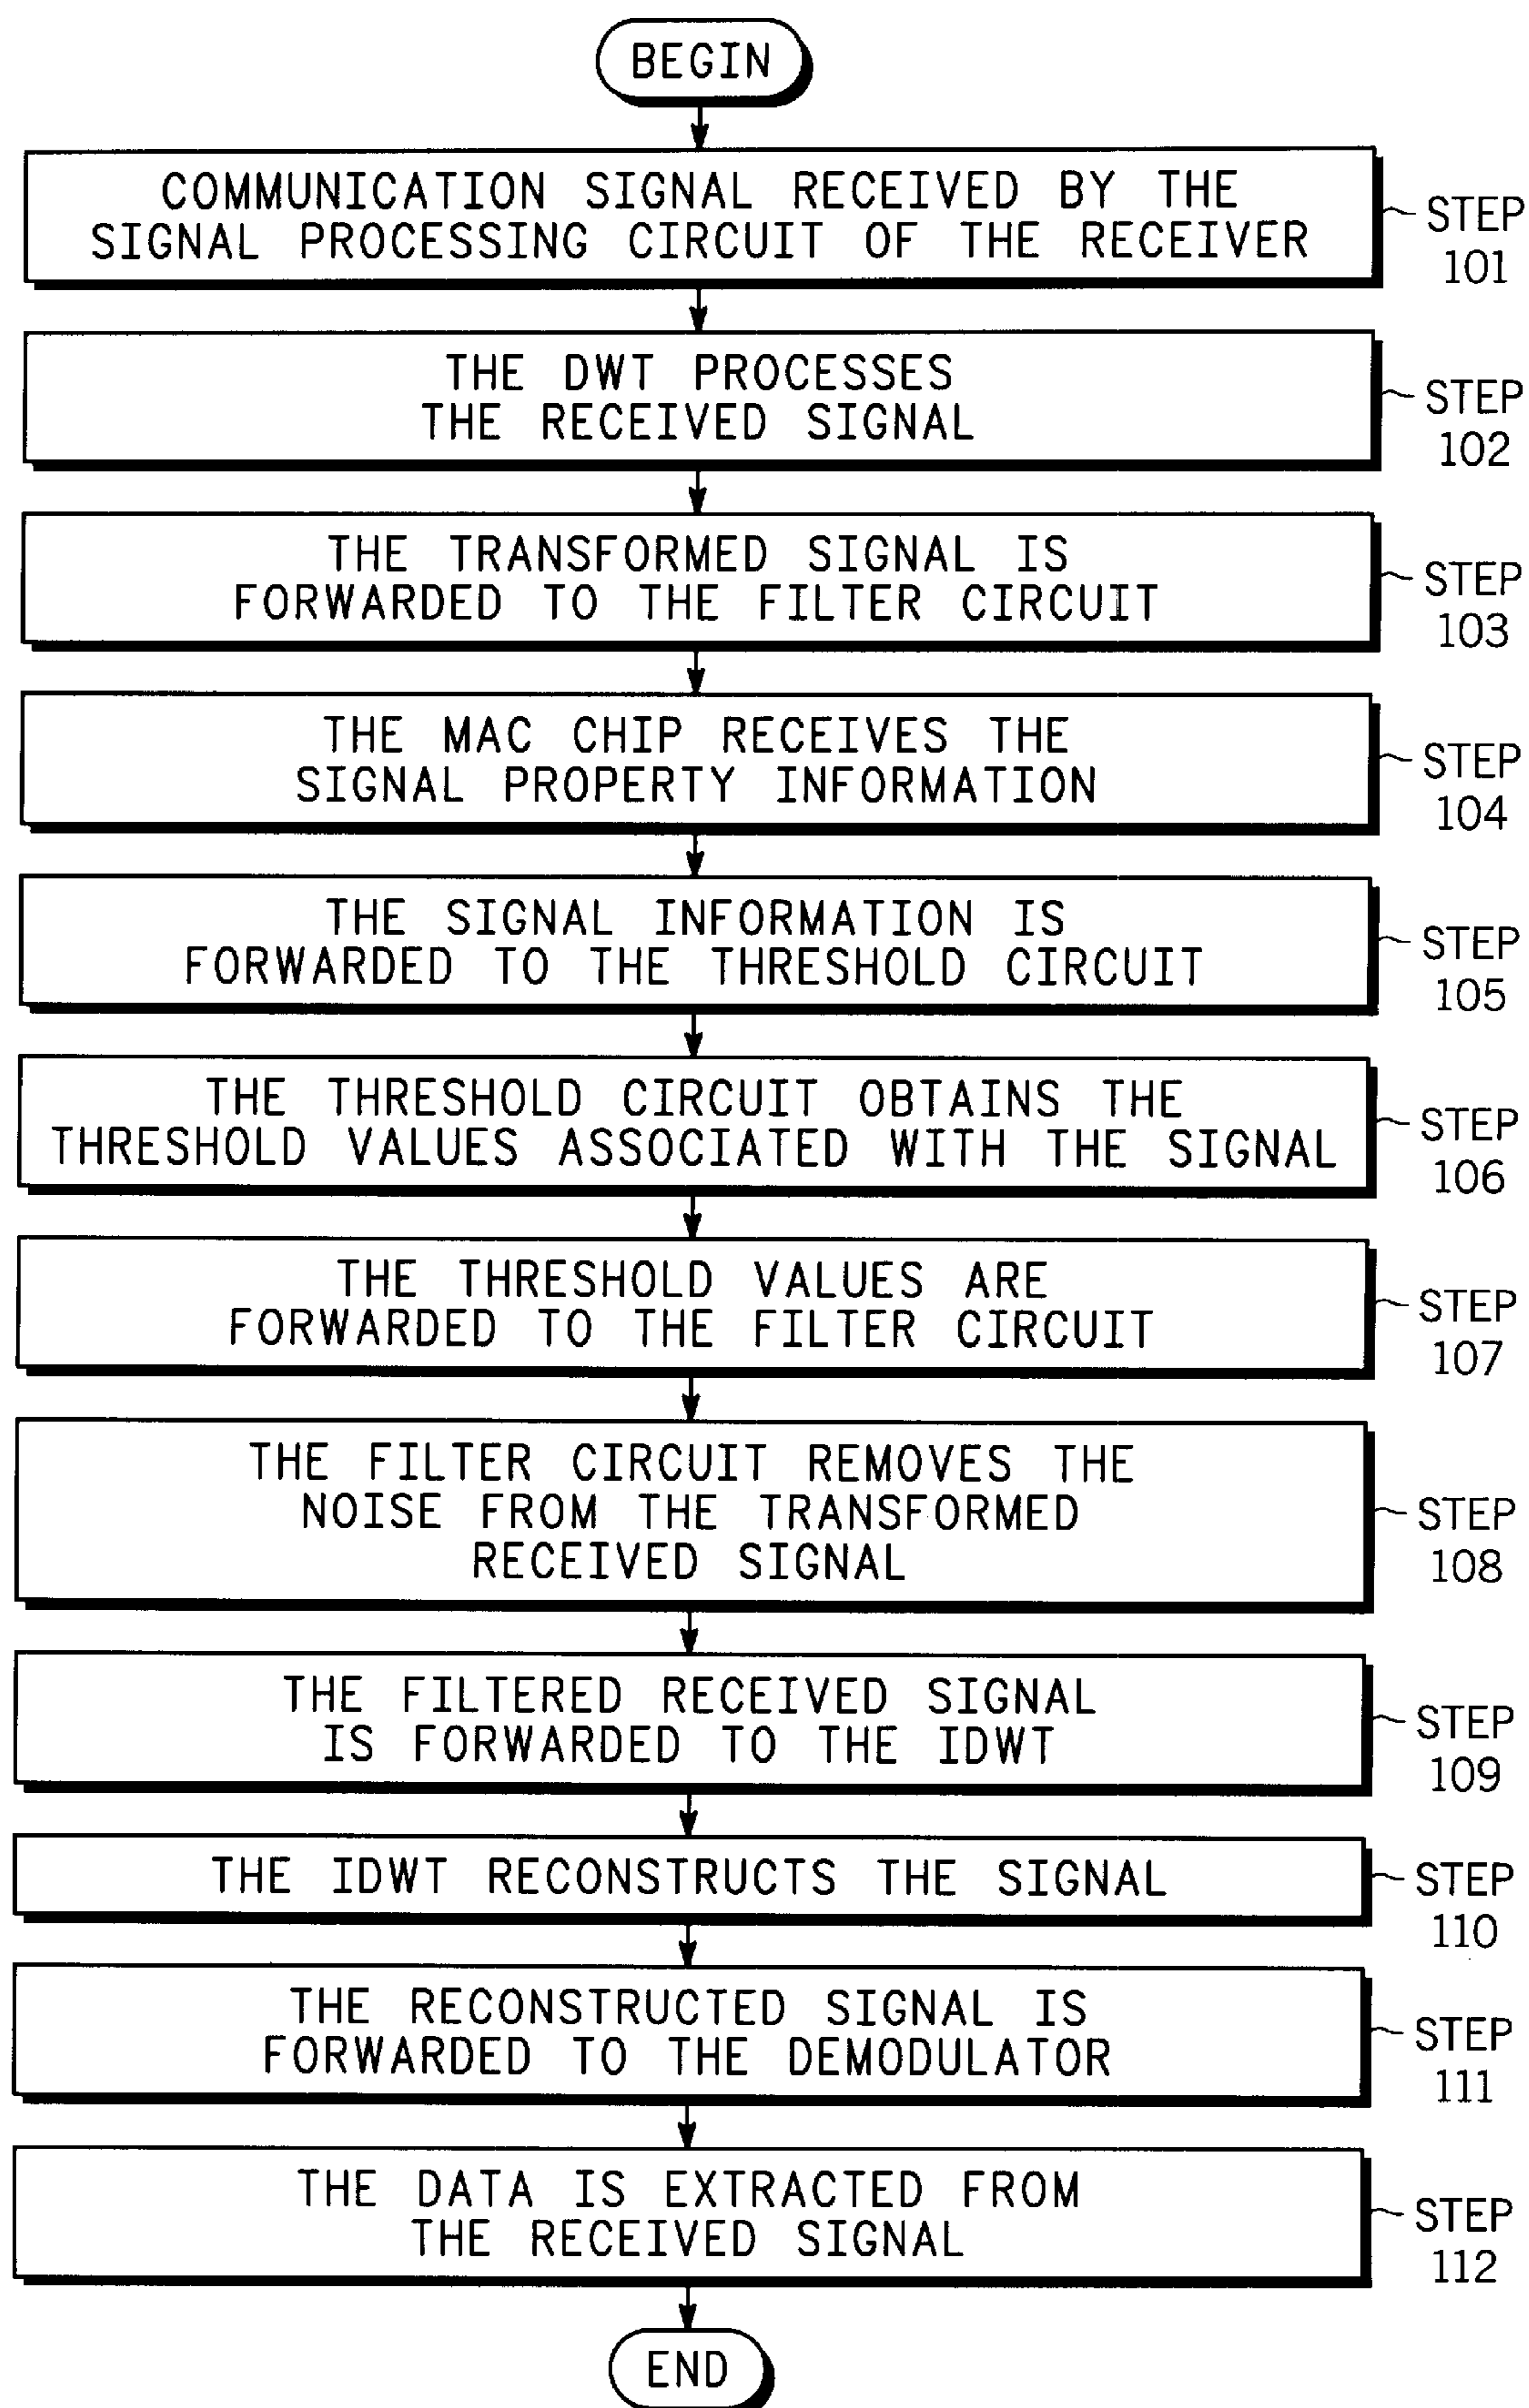 BEGIN
COMMUNICATION SIGNAL RECEIVED BY THE
SIGNAL PROCESSING CIRCUIT OF THE RECEIVER
STEP
101
THE DWT PROCESSES
THE RECEIVED SIGNAL
STEP
102
THE TRANSFORMED SIGNAL IS
FORWARDED TO THE FILTER CIRCUIT
STEP
103
THE MAC CHIP RECEIVES THE
SIGNAL PROPERTY INFORMATION
STEP
104
THE SIGNAL INFORMATION IS
FORWARDED TO THE THRESHOLD CIRCUIT
STEP
105
THE THRESHOLD CIRCUIT OBTAINS THE
THRESHOLD VALUES ASSOCIATED WITH THE SIGNAL
STEP
106
THE THRESHOLD VALUES ARE
FORWARDED TO THE FILTER CIRCUIT
STEP
107
THE FILTER CIRCUIT REMOVES THE
NOISE FROM THE TRANSFORMED
RECEIVED SIGNAL
STEP
108
THE FILTERED RECEIVED SIGNAL
IS FORWARDED TO THE IDWT
STEP
109
THE IDWT RECONSTRUCTS THE SIGNAL
STEP
110
THE RECONSTRUCTED SIGNAL IS
FORWARDED TO THE DEMODULATOR
STEP
111
THE DATA IS EXTRACTED FROM
THE RECEIVED SIGNAL
STEP
112
END